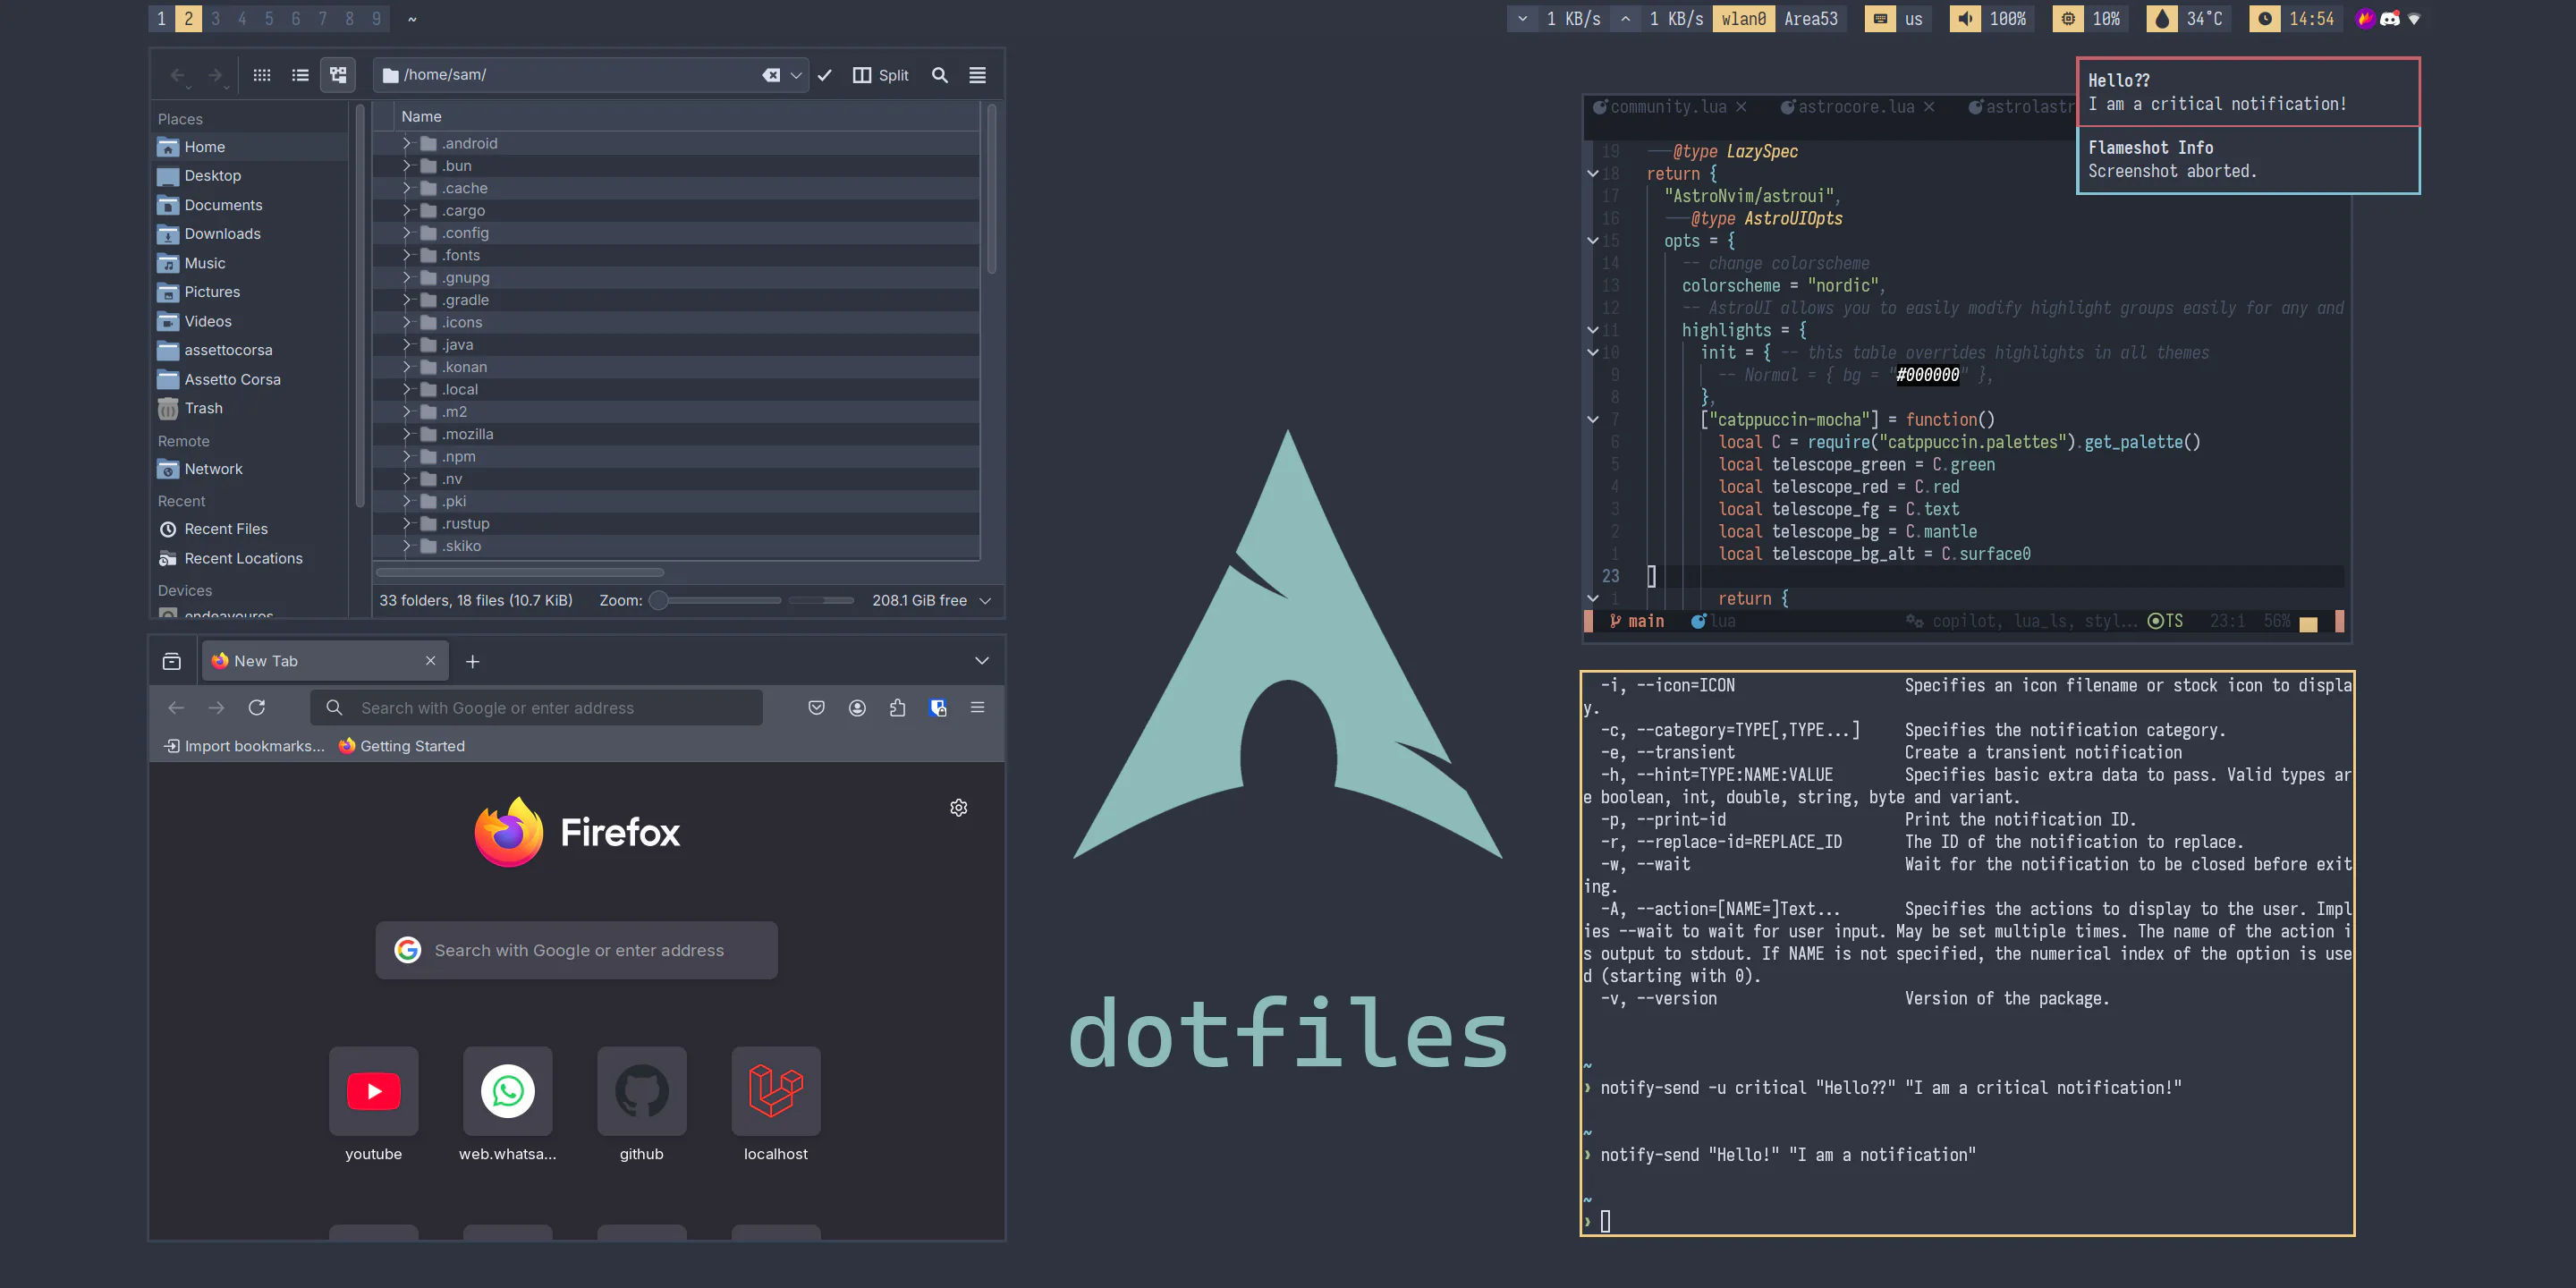 1 2 3 4 5 6 7 8 9 ~
1 KB/s 1 KB/s wlan0 Area53 us 100% 10% 34°C 14:54
/home/sam/
Split
Places
Home
Desktop
Documents
Downloads
Music
Pictures
Videos
assettocorsa
Assetto Corsa
Trash
Remote
Network
Recent
Recent Files
Recent Locations
Devices
endeavouros
Name
.android
.bun
.cache
.cargo
.config
.fonts
.gnupg
.gradle
.icons
.java
.konan
.local
.m2
.mozilla
.npm
.nv
.pki
.rustup
.skiko
33 folders, 18 files (10.7 KiB) Zoom: 208.1 GiB free
New Tab
Search with Google or enter address
Import bookmarks... Getting Started
Firefox
Search with Google or enter address
youtube
web.whatsa...
github
localhost
dotfiles
Hello??
I am a critical notification!
Flameshot Info
Screenshot aborted.
community.lua astrocore.lua astrolastr
19 ---@type LazySpec
18 return {
17 "AstroNvim/astroui",
16 ---@type AstroUIOpts
15 opts = {
14 -- change colorscheme
13 colorscheme = "nordic",
12 -- AstroUI allows you to easily modify highlight groups easily for any and
11 highlights = {
10 init = { -- this table overrides highlights in all themes
9 -- Normal = { bg = "#000000" },
8 },
7 ["catppuccin-mocha"] = function()
6 local C = require("catppuccin.palettes").get_palette()
5 local telescope_green = C.green
4 local telescope_red = C.red
3 local telescope_fg = C.text
2 local telescope_bg = C.mantle
1 local telescope_bg_alt = C.surface0
23
1 return {
main lua copilot, lua_ls, styl... TS 23:1 56%
-i, --icon=ICON Specifies an icon filename or stock icon to displa
y.
-c, --category=TYPE[,TYPE...] Specifies the notification category.
-e, --transient Create a transient notification
-h, --hint=TYPE:NAME:VALUE Specifies basic extra data to pass. Valid types ar
e boolean, int, double, string, byte and variant.
-p, --print-id Print the notification ID.
-r, --replace-id=REPLACE_ID The ID of the notification to replace.
-w, --wait Wait for the notification to be closed before exit
ing.
-A, --action=[NAME=]Text... Specifies the actions to display to the user. Impl
ies --wait to wait for user input. May be set multiple times. The name of the action i
s output to stdout. If NAME is not specified, the numerical index of the option is use
d (starting with 0).
-v, --version Version of the package.
~
❯ notify-send -u critical "Hello??" "I am a critical notification!"
~
❯ notify-send "Hello!" "I am a notification"
~
❯